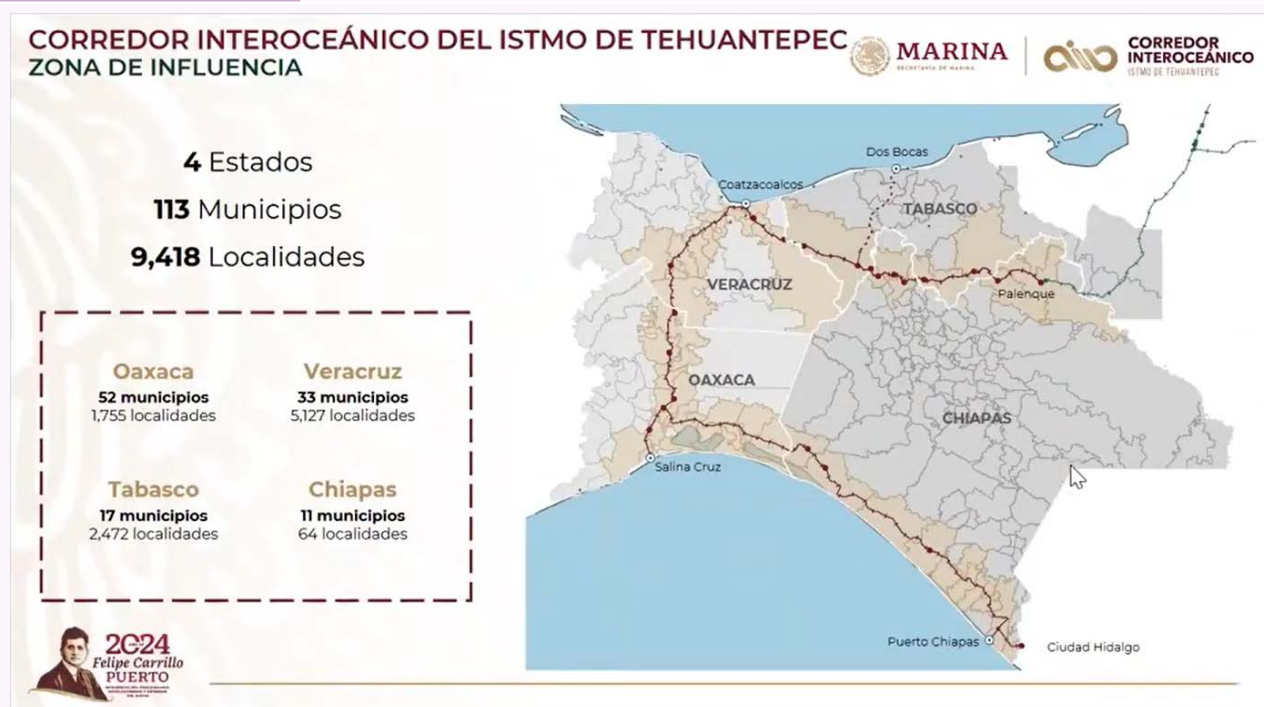 CORREDOR INTEROCEÁNICO DEL ISTMO DE TEHUANTEPEC
ZONA DE INFLUENCIA
MARINA
SECRETARÍA DE MARINA
CORREDOR
INTEROCEÁNICO
ISTMO DE TEHUANTEPEC
4 Estados
113 Municipios
9,418 Localidades
Oaxaca
52 municipios
1,755 localidades
Veracruz
33 municipios
5,127 localidades
Tabasco
17 municipios
2,472 localidades
Chiapas
11 municipios
64 localidades
Dos Bocas
Coatzacoalcos
TABASCO
VERACRUZ
Palenque
OAXACA
CHIAPAS
Salina Cruz
Puerto Chiapas
Ciudad Hidalgo
2024
Felipe Carrillo
PUERTO